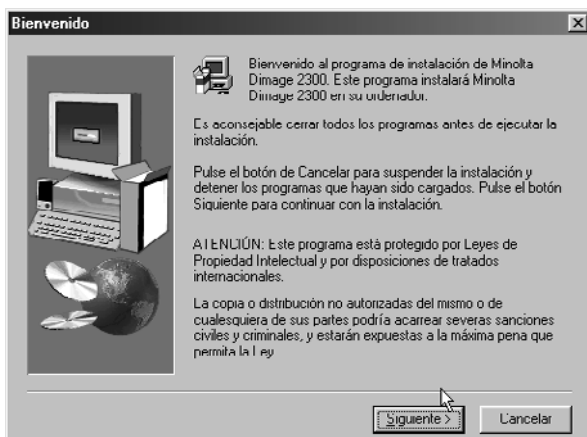 Bienvenido
Bienvenido al programa de instalación de Minolta
Dimage 2300. Este programa instalará Minolta
Dimage 2300 en su ordenador.
Es aconsejable cerrar todos los programas antes de ejecutar la
instalación.
Pulse el botón de Cancelar para suspender la instalación y
detener los programas que hayan sido cargados. Pulse el botón
Siguiente para continuar con la instalación.
ATENCIÓN: Este programa está protegido por Leyes de
Propiedad Intelectual y por disposiciones de tratados
internacionales.
La copia o distribución no autorizadas del mismo o de
cualesquiera de sus partes podría acarrear severas sanciones
civiles y criminales, y estarán expuestas a la máxima pena que
permita la Ley
Siguiente >
Cancelar